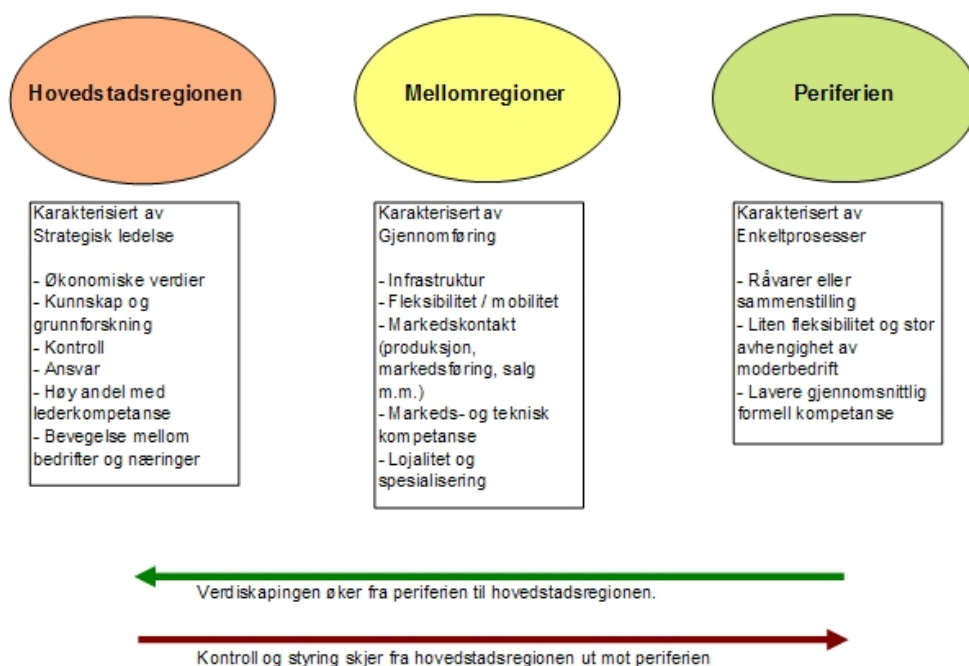 Hovedstadsregionen
Mellomregioner
Periferien
Karakterisiert av
Strategisk ledelse
- Økonomiske verdier
- Kunnskap og
grunnforskning
- Kontroll
- Ansvar
- Høy andel med
lederkompetanse
- Bevegelse mellom
bedrifter og næringer
Karakterisert av
Gjennomføring
- Infrastruktur
- Fleksibilitet / mobilitet
- Markedskontakt
(produksjon,
markedsføring, salg
m.m.)
- Markeds- og teknisk
kompetanse
- Lojalitet og
spesialisering
Karakterisert av
Enkeltprosesser
- Råvarer eller
sammenstilling
- Liten fleksibilitet og stor
avhengighet av
moderbedrift
- Lavere gjennomsnittlig
formell kompetanse
Verdiskapingen øker fra periferien til hovedstadsregionen.
Kontroll og styring skjer fra hovedstadsregionen ut mot periferien